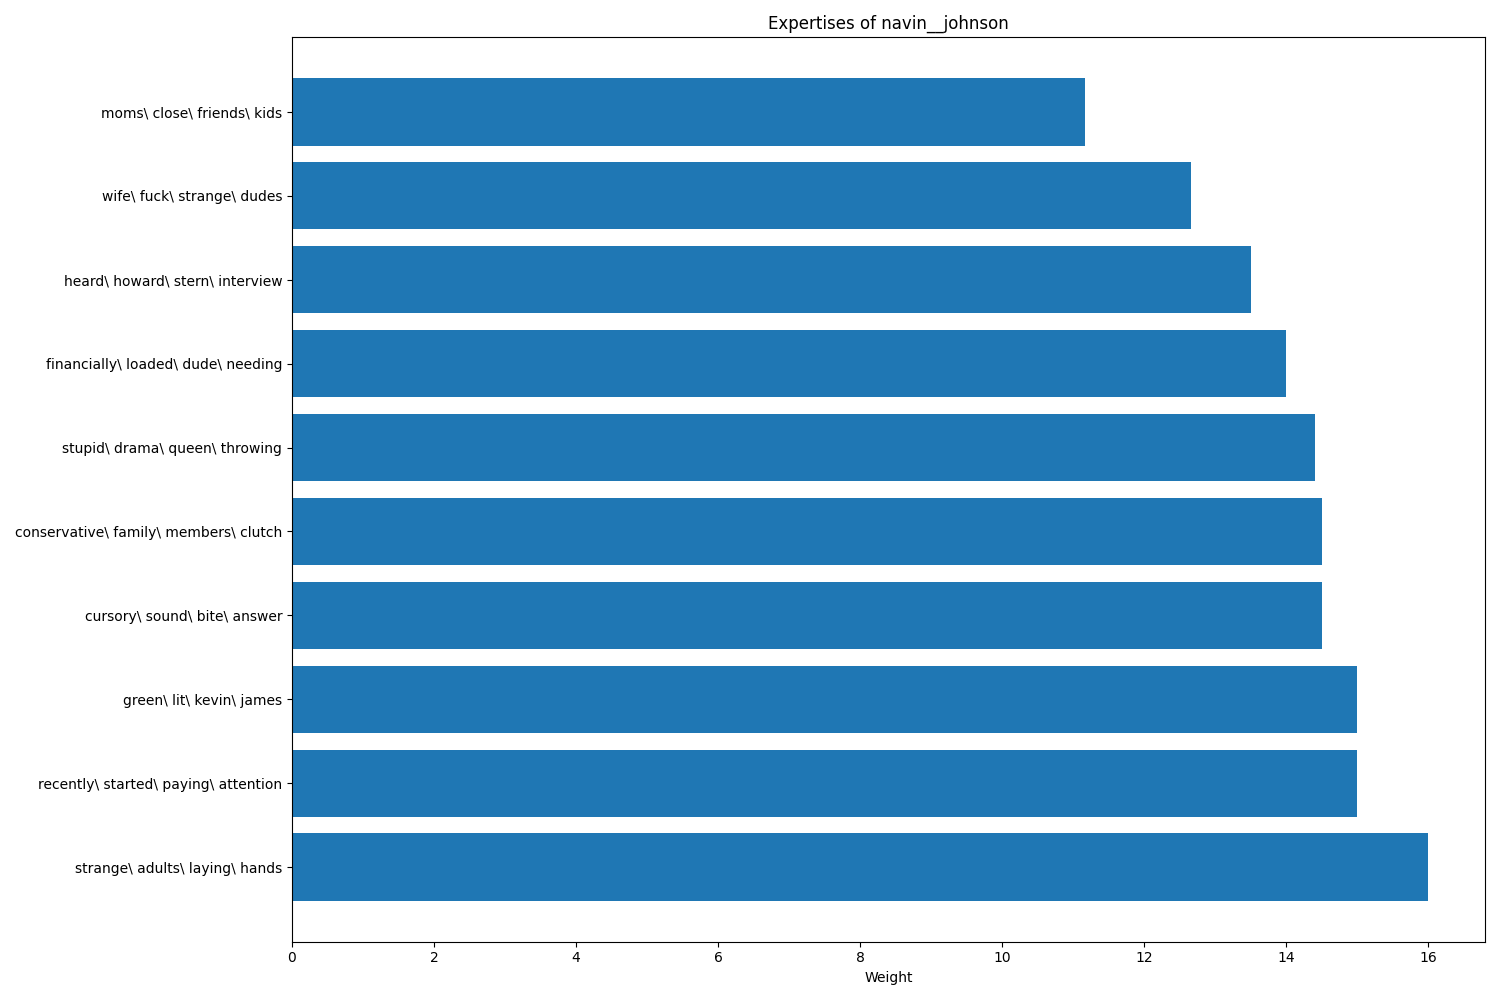 Expertises of navin__johnson
moms\ close\ friends\ kids
wife\ fuck\ strange\ dudes
heard\ howard\ stern\ interview
financially\ loaded\ dude\ needing
stupid\ drama\ queen\ throwing
conservative\ family\ members\ clutch
cursory\ sound\ bite\ answer
green\ lit\ kevin\ james
recently\ started\ paying\ attention
strange\ adults\ laying\ hands
0 2 4 6 8 10 12 14 16
Weight